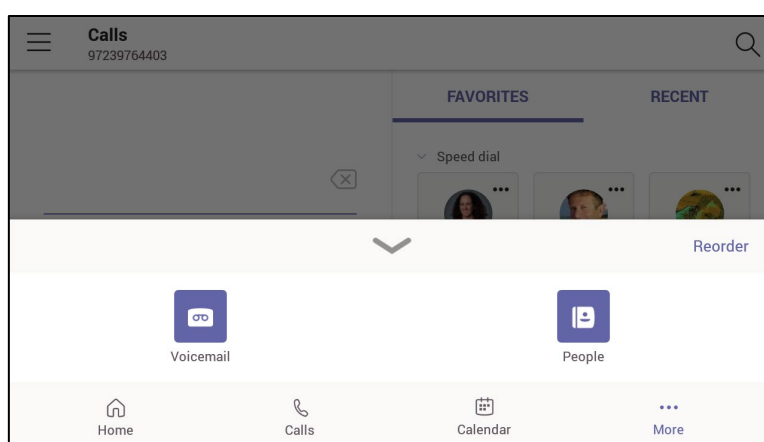 Calls
97239764403
FAVORITES RECENT
Speed dial
Reorder
Voicemail People
Home Calls Calendar More